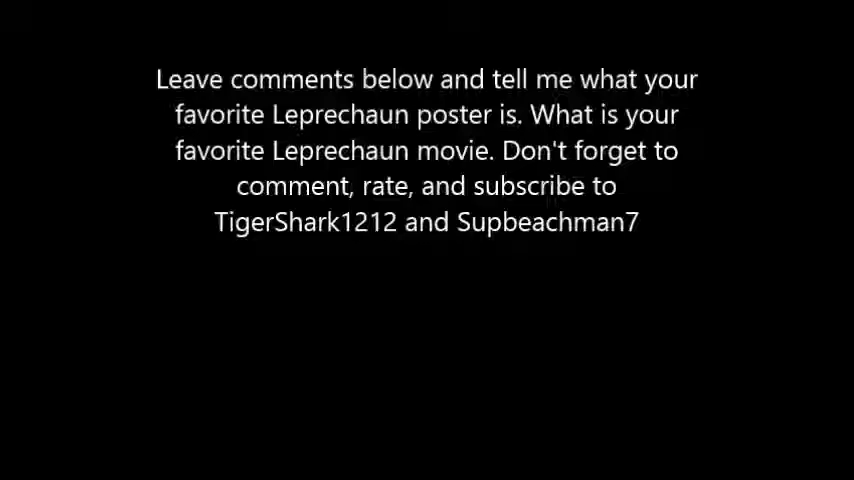 Leave comments below and tell me what your
favorite Leprechaun poster is. What is your
favorite Leprechaun movie. Don't forget to
comment, rate, and subscribe to
TigerShark1212 and Supbeachman7